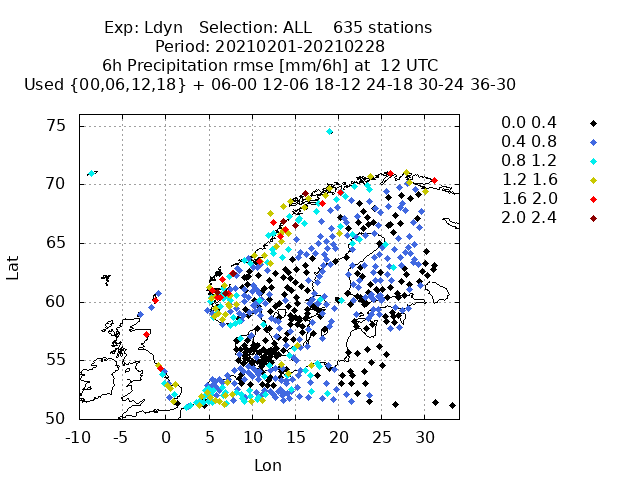 Exp: Ldyn   Selection: ALL    635 stations
Period: 20210201-20210228
6h Precipitation rmse [mm/6h] at  12 UTC
Used {00,06,12,18} + 06-00 12-06 18-12 24-18 30-24 36-30
75
70
65
60
55
50
Lat
-10 -5 0 5 10 15 20 25 30
Lon
0.0 0.4
0.4 0.8
0.8 1.2
1.2 1.6
1.6 2.0
2.0 2.4